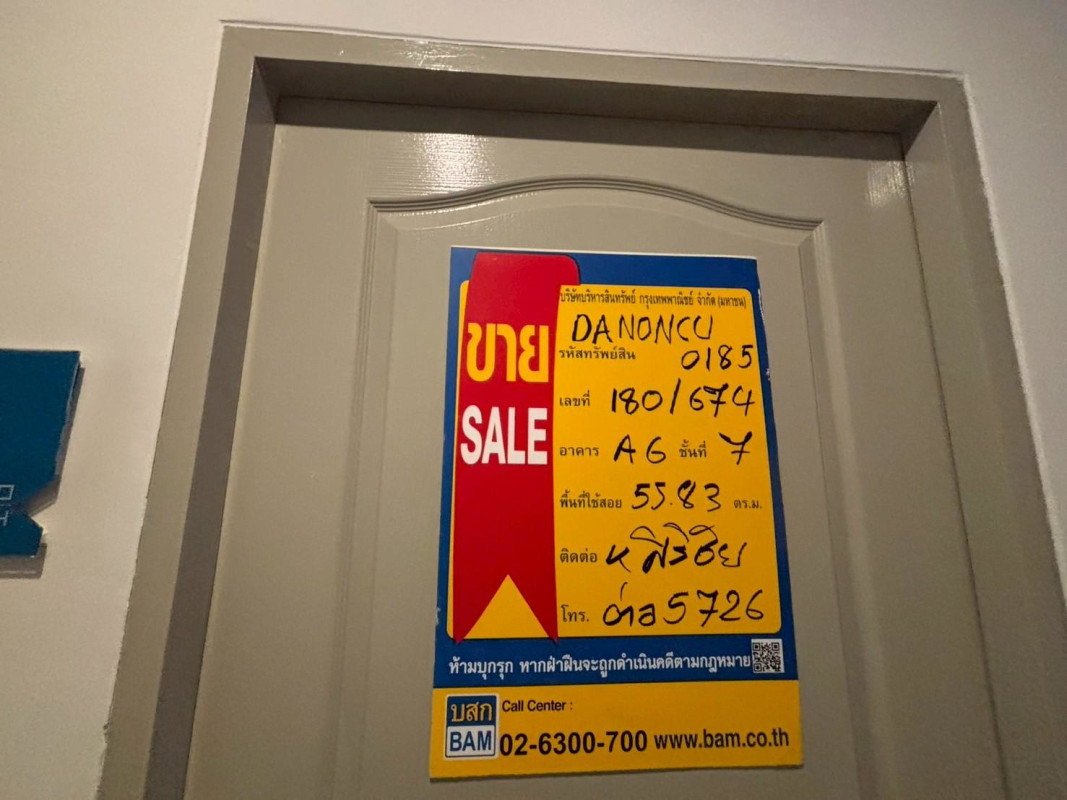 บริษัทบริหารสินทรัพย์ กรุงเทพพาณิชย์ จำกัด (มหาชน)
ขาย
SALE
DANONCU
รหัสทรัพย์สิน 0185
เลขที่ 180/674
อาคาร A6 ชั้นที่ 7
พื้นที่ใช้สอย 55.83 ตร.ม.
ติดต่อ สิริชัย
โทร. ต่อ 5726
ห้ามบุกรุก หากฝ่าฝืนจะถูกดำเนินคดีตามกฎหมาย
บสก
BAM
Call Center :
02-6300-700 www.bam.co.th